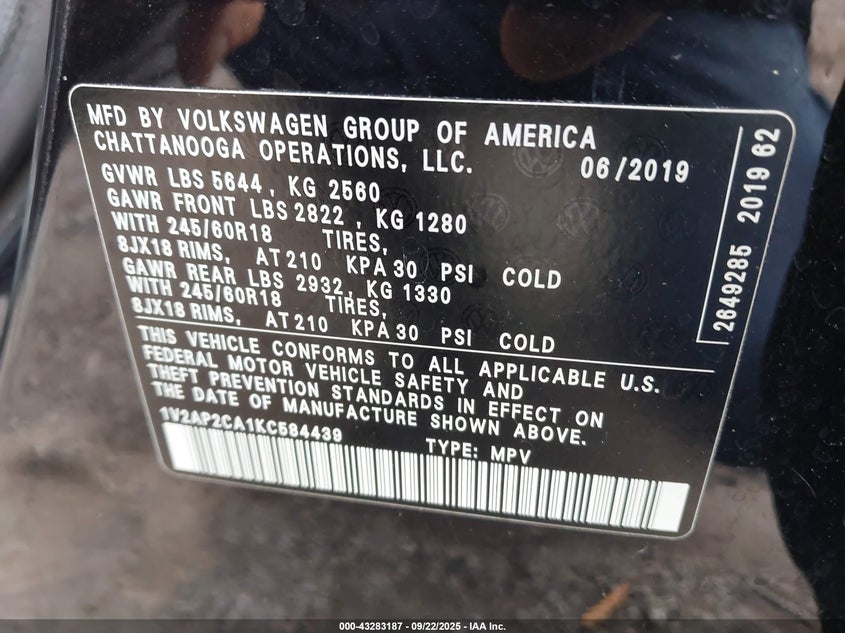 MFD BY VOLKSWAGEN GROUP OF AMERICA
CHATTANOOGA OPERATIONS, LLC. 06/2019
GVWR LBS 5644, KG 2560
GAWR FRONT LBS 2822, KG 1280
WITH 245/60R18 TIRES,
8JX18 RIMS, AT 210 KPA 30 PSI COLD
GAWR REAR LBS 2932, KG 1330
WITH 245/60R18 TIRES,
8JX18 RIMS, AT 210 KPA 30 PSI COLD
THIS VEHICLE CONFORMS TO ALL APPLICABLE U.S.
FEDERAL MOTOR VEHICLE SAFETY AND
THEFT PREVENTION STANDARDS IN EFFECT ON
THE DATE OF MANUFACTURE SHOWN ABOVE.
1V2AP2CA1KC584439 TYPE: MPV
2649285 2019 62
000-43283187 - 09/22/2025 - IAA Inc.